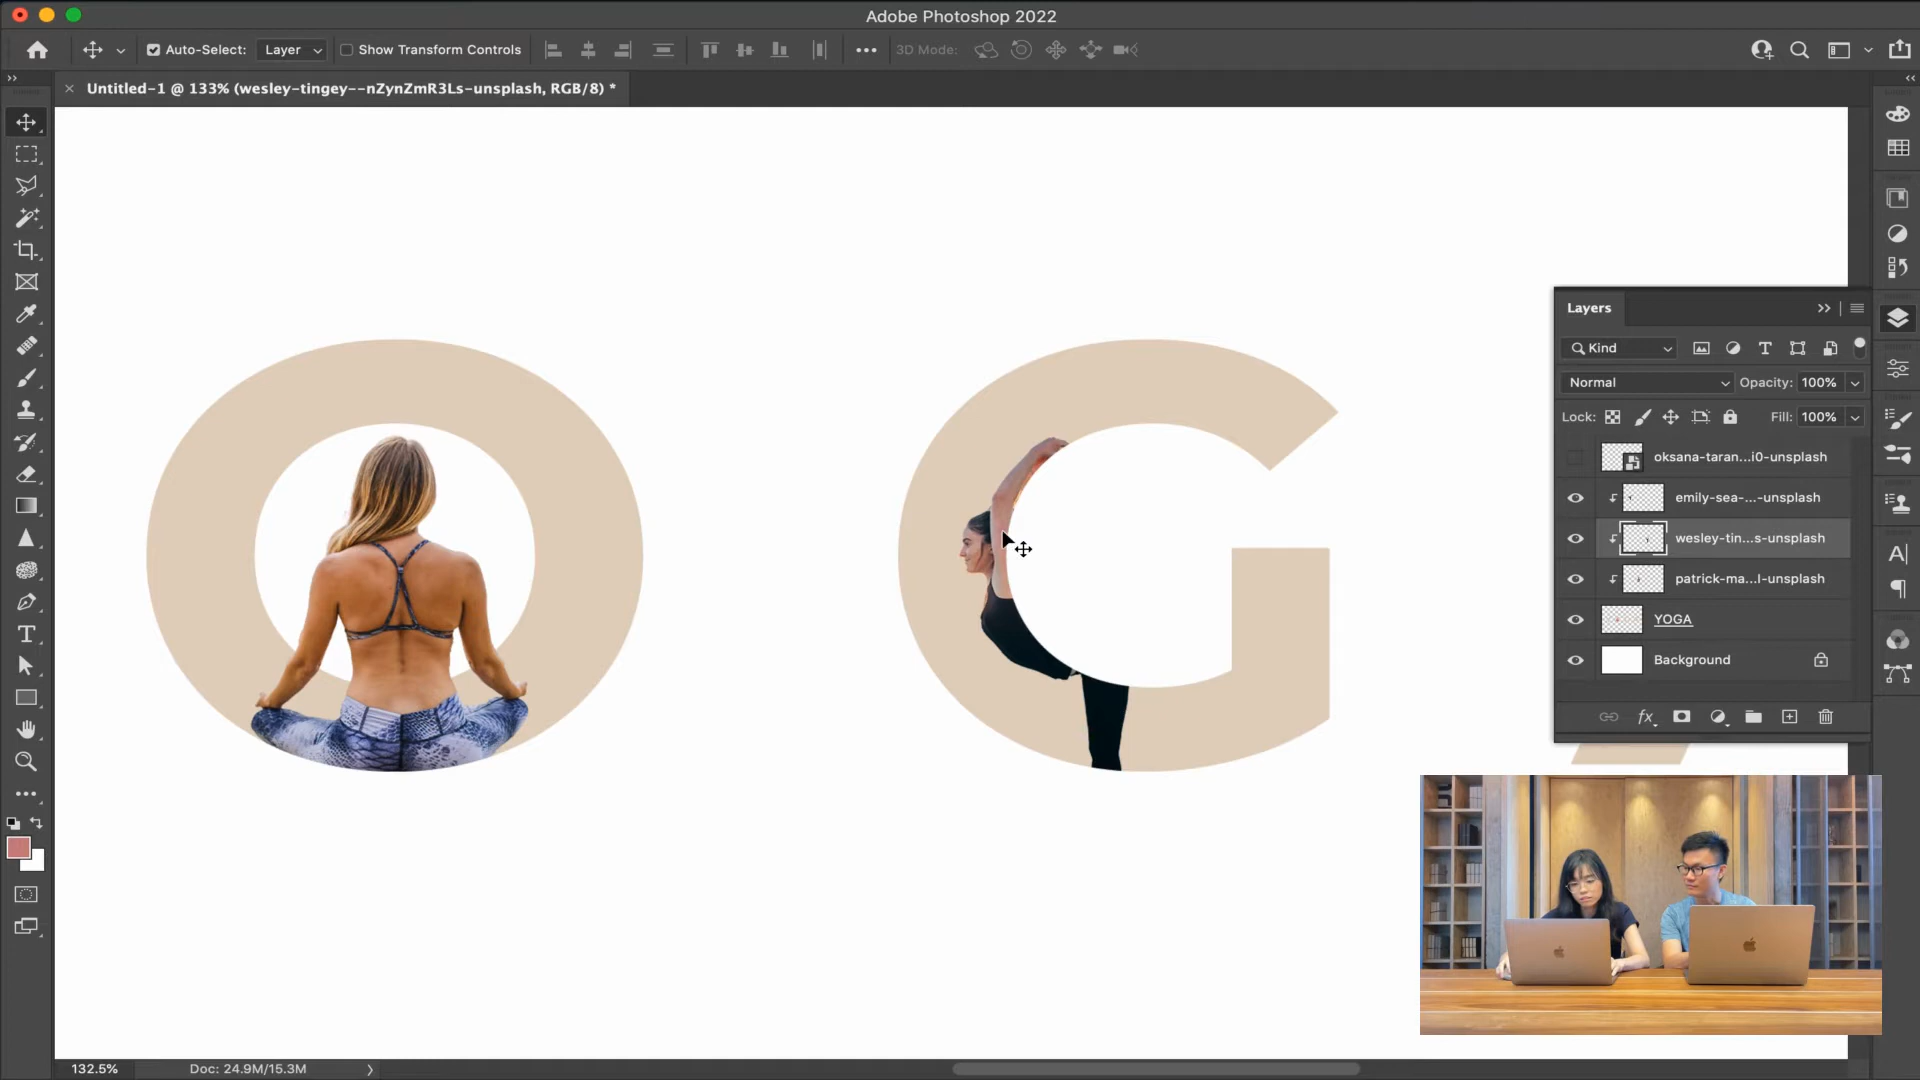 Adobe Photoshop 2022
Auto-Select: Layer Show Transform Controls 3D Mode:
Untitled-1 @ 133% (wesley-tingey--nZynZmR3Ls-unsplash, RGB/8) *
O G
Layers
Kind
Normal Opacity: 100%
Lock: Fill: 100%
oksana-taran...i0-unsplash
emily-sea-...-unsplash
wesley-tin...s-unsplash
patrick-ma...l-unsplash
YOGA
Background
fx
132.5% Doc: 24.9M/15.3M